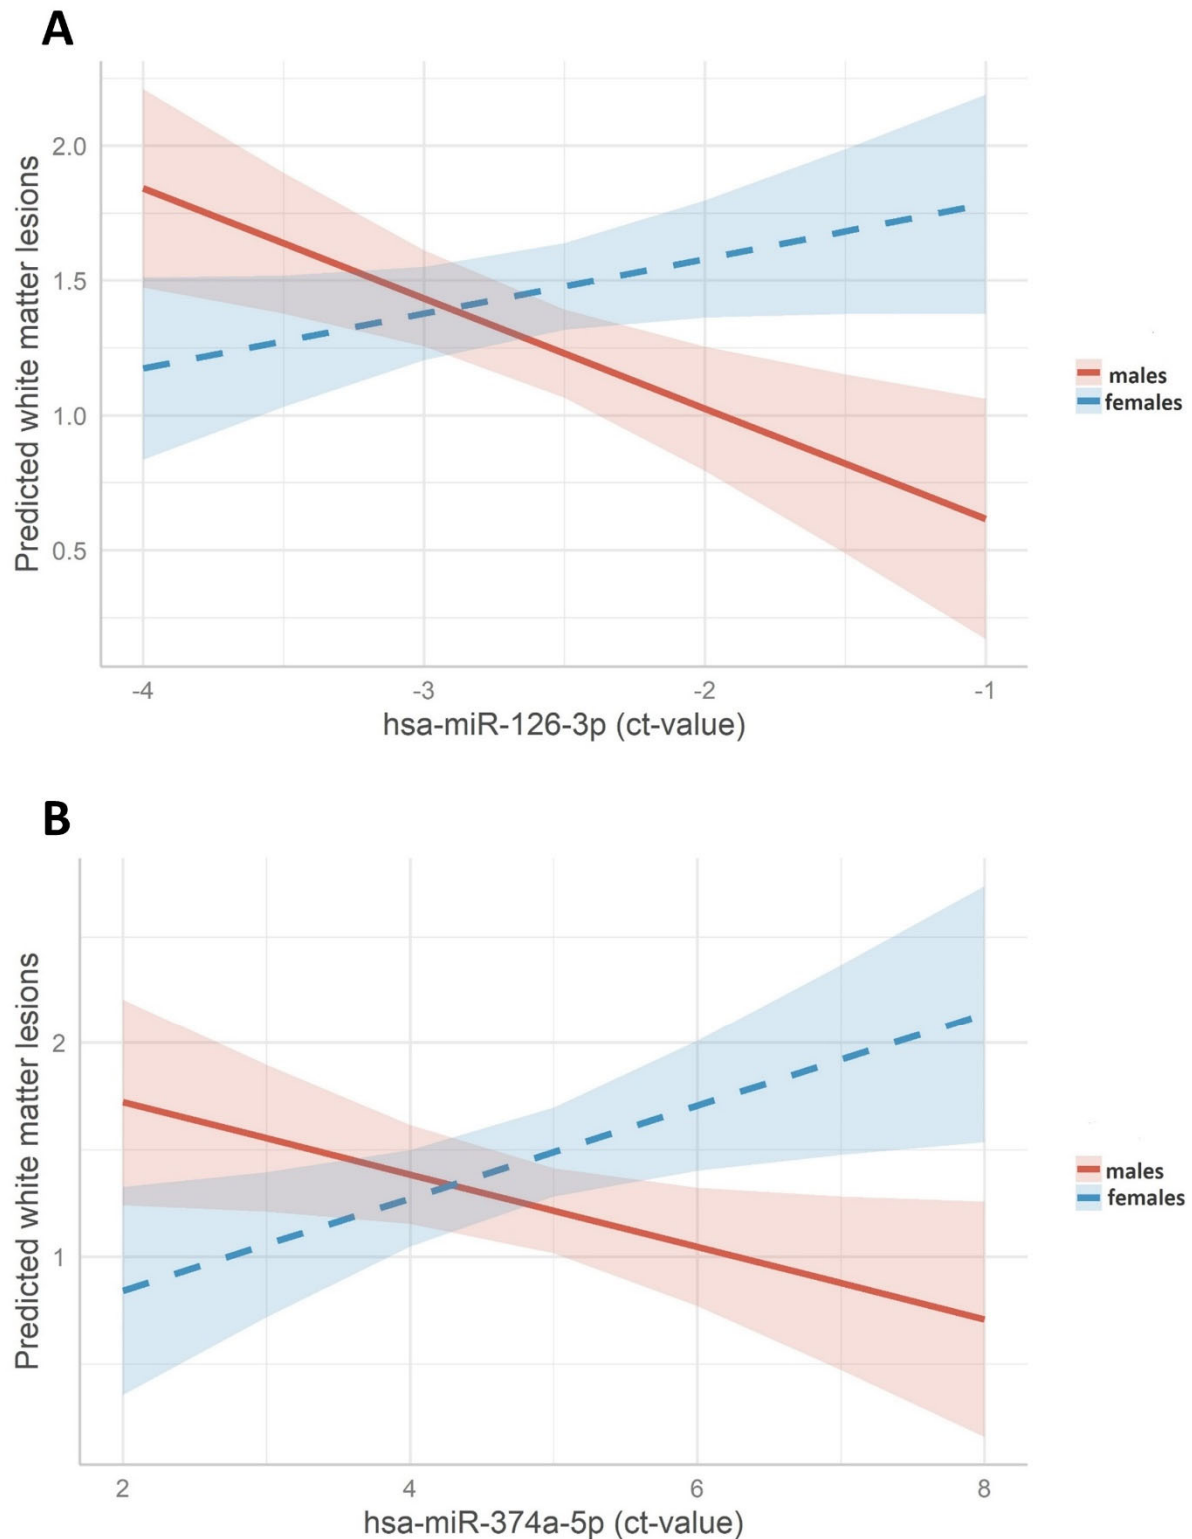 A
Predicted white matter lesions
2.0
1.5
1.0
0.5
-4 -3 -2 -1
hsa-miR-126-3p (ct-value)
males
females
B
Predicted white matter lesions
2
1
2 4 6 8
hsa-miR-374a-5p (ct-value)
males
females